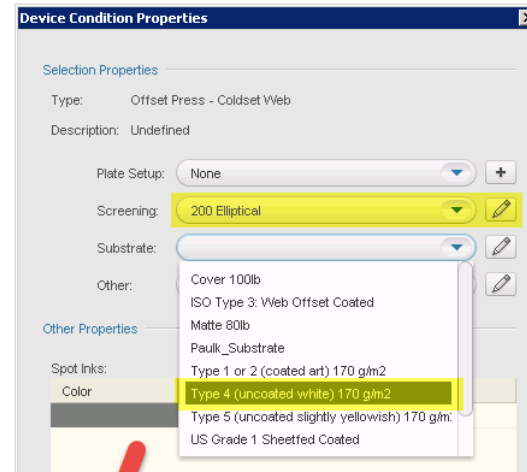 Device Condition Properties
Selection Properties
Type: Offset Press - Coldset Web
Description: Undefined
Plate Setup: None
Screening: 200 Elliptical
Substrate:
Other:
Cover 100lb
ISO Type 3: Web Offset Coated
Matte 80lb
Paulk_Substrate
Type 1 or 2 (coated art) 170 g/m2
Type 4 (uncoated white) 170 g/m2
Type 5 (uncoated slightly yellowish) 170 g/m:
US Grade 1 Sheetfed Coated
Other Properties
Spot Inks:
Color